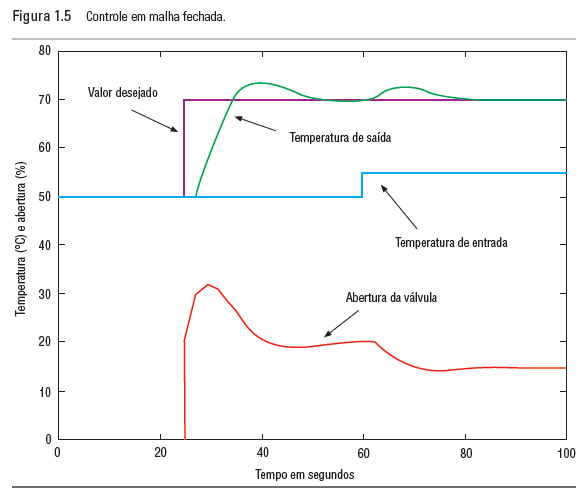 Figura 1.5 Controle em malha fechada.
80
Valor desejado
70
Temperatura de saída
60
50
Temperatura de entrada
40
Temperatura (ºC) e abertura (%)
30
Abertura da válvula
20
10
0
0 20 40 60 80 100
Tempo em segundos